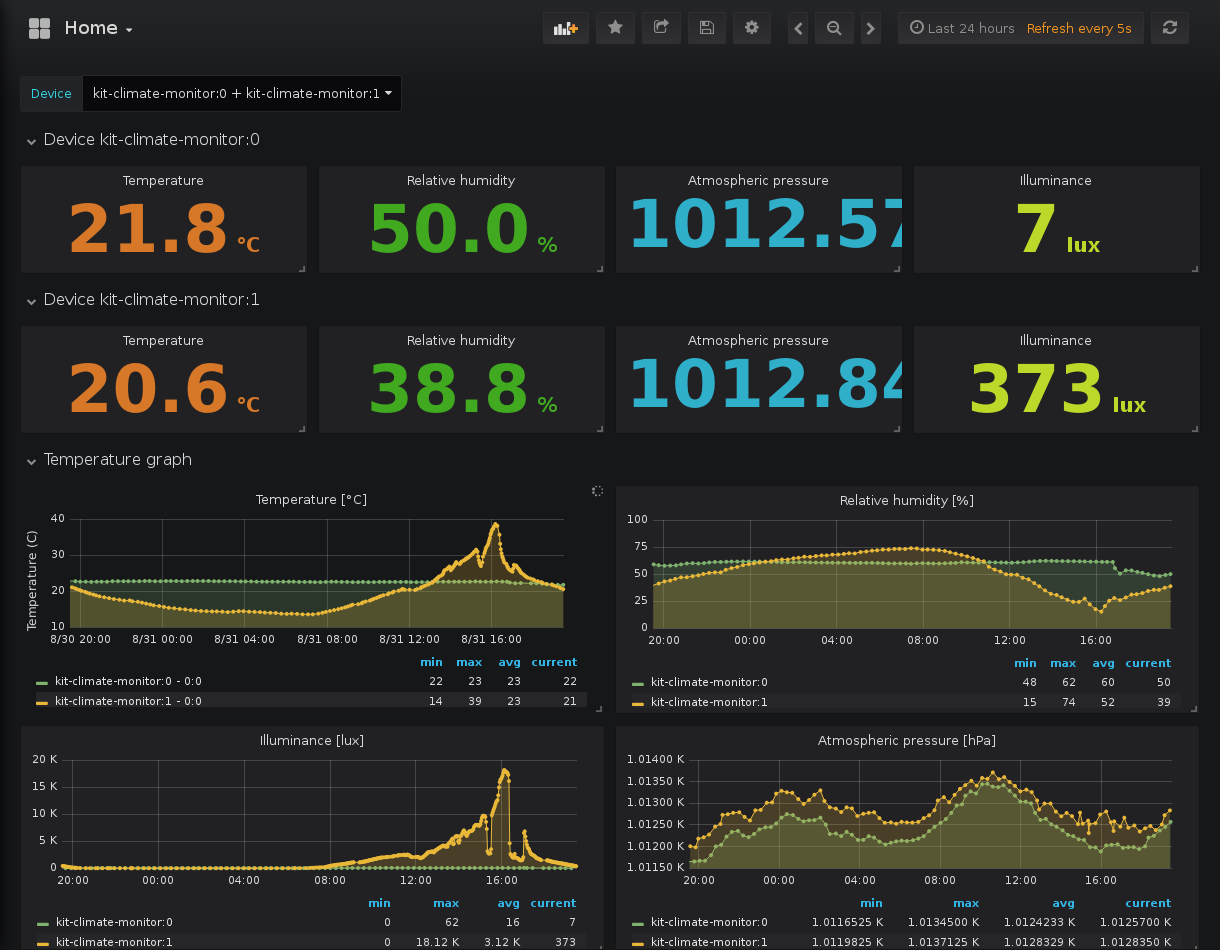 Home
Last 24 hours Refresh every 5s
Device kit-climate-monitor:0 + kit-climate-monitor:1
Device kit-climate-monitor:0
Temperature Relative humidity Atmospheric pressure Illuminance
21.8 °C 50.0 % 1012.57 7 lux
Device kit-climate-monitor:1
Temperature Relative humidity Atmospheric pressure Illuminance
20.6 °C 38.8 % 1012.84 373 lux
Temperature graph
Temperature [°C]
Temperature (C)
40
30
20
10
8/30 20:00 8/31 00:00 8/31 04:00 8/31 08:00 8/31 12:00 8/31 16:00
min max avg current
kit-climate-monitor:0 - 0:0 22 23 23 22
kit-climate-monitor:1 - 0:0 14 39 23 21
Relative humidity [%]
100
75
50
25
0
20:00 00:00 04:00 08:00 12:00 16:00
min max avg current
kit-climate-monitor:0 48 62 60 50
kit-climate-monitor:1 15 74 52 39
Illuminance [lux]
20 K
15 K
10 K
5 K
0
20:00 00:00 04:00 08:00 12:00 16:00
min max avg current
kit-climate-monitor:0 0 62 16 7
kit-climate-monitor:1 0 18.12 K 3.12 K 373
Atmospheric pressure [hPa]
1.01400 K
1.01350 K
1.01300 K
1.01250 K
1.01200 K
1.01150 K
20:00 00:00 04:00 08:00 12:00 16:00
min max avg current
kit-climate-monitor:0 1.0116525 K 1.0134500 K 1.0124233 K 1.0125700 K
kit-climate-monitor:1 1.0119825 K 1.0137125 K 1.0128329 K 1.0128350 K